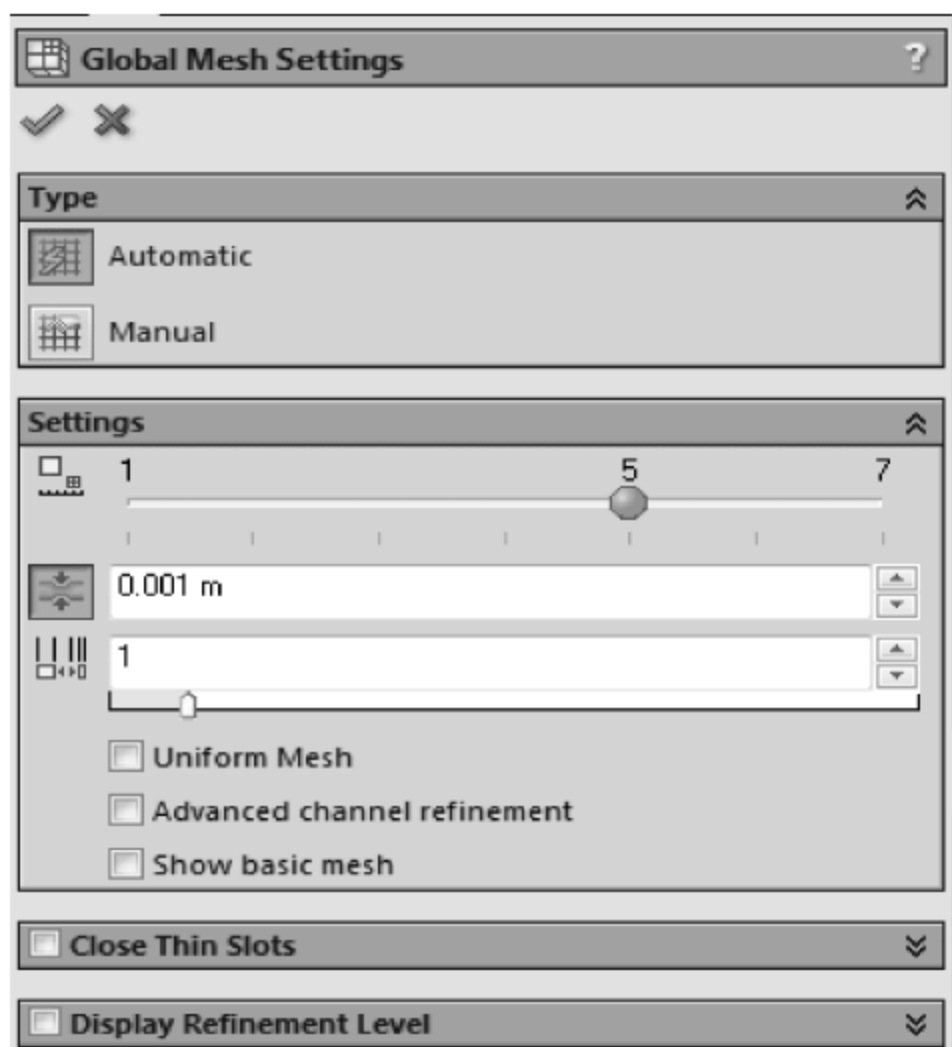 Global Mesh Settings ?
Type
Automatic
Manual
Settings
1 5 7
0.001 m
1
Uniform Mesh
Advanced channel refinement
Show basic mesh
Close Thin Slots
Display Refinement Level